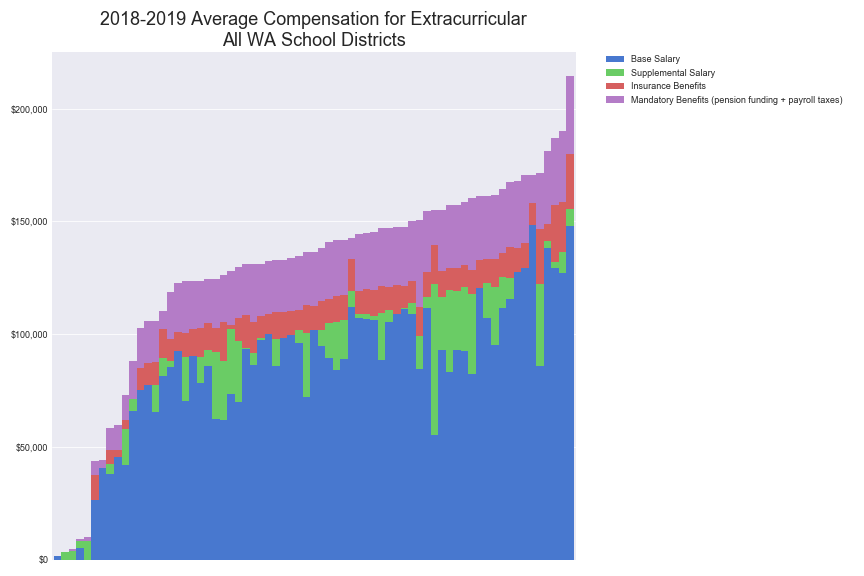 2018-2019 Average Compensation for Extracurricular
All WA School Districts
Base Salary
Supplemental Salary
Insurance Benefits
Mandatory Benefits (pension funding + payroll taxes)
$200,000
$150,000
$100,000
$50,000
$0